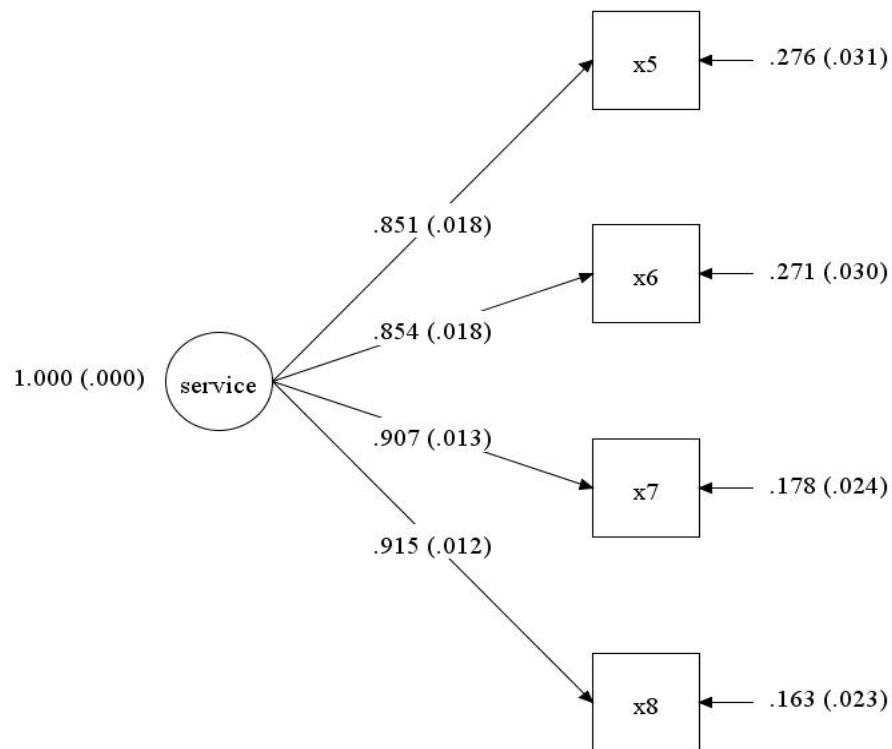 x5
.276 (.031)
.851 (.018)
x6
.271 (.030)
.854 (.018)
1.000 (.000)
service
.907 (.013)
x7
.178 (.024)
.915 (.012)
x8
.163 (.023)